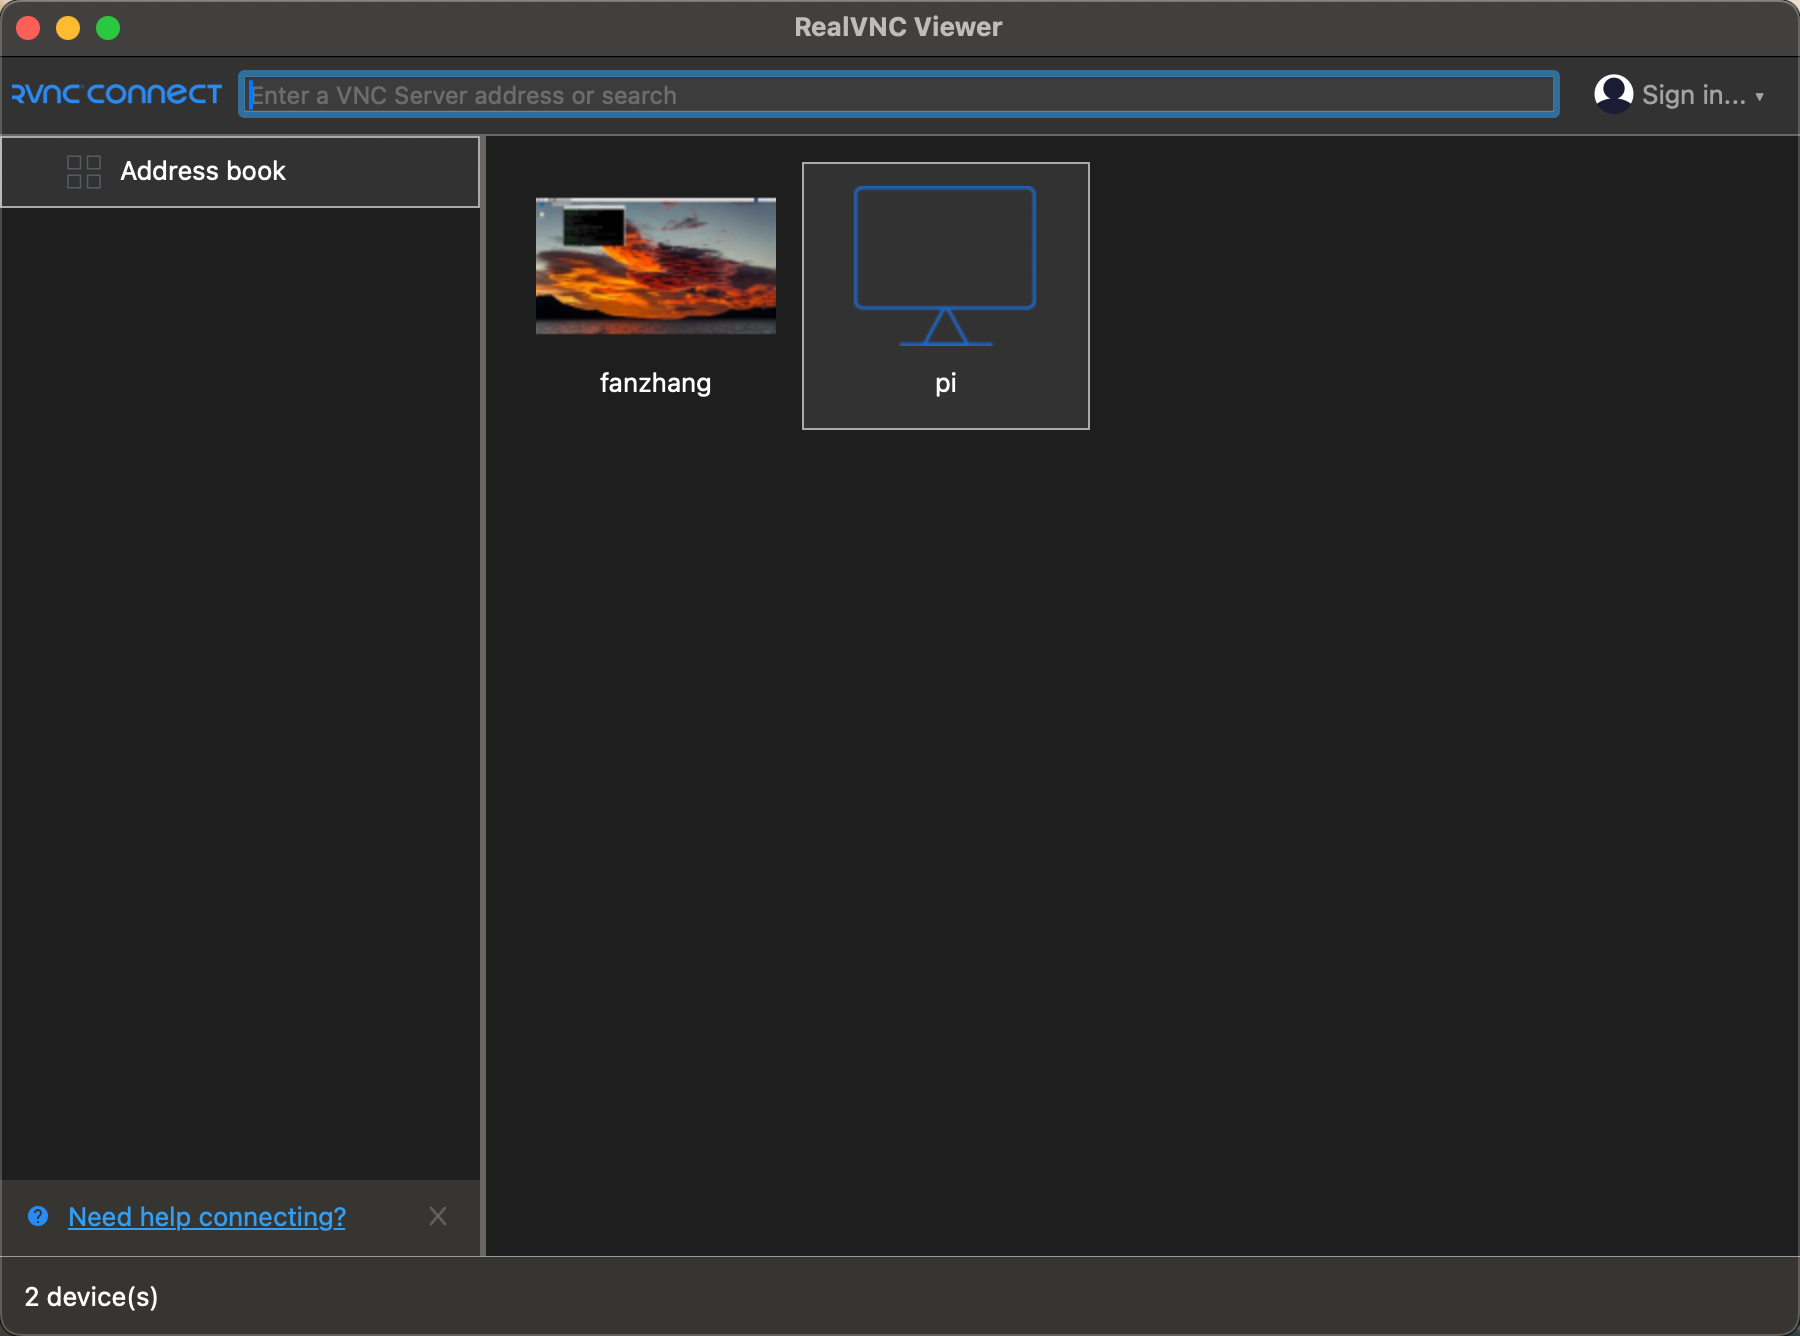 RealVNC Viewer
RVNC CONNECT
Enter a VNC Server address or search
Sign in...
Address book
fanzhang
pi
Need help connecting?
2 device(s)